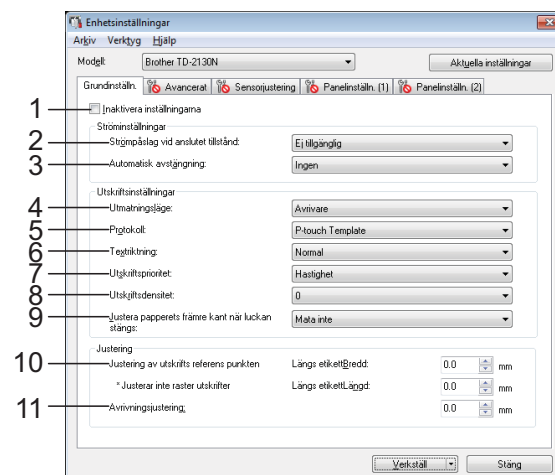 Enhetsinställningar
Arkiv Verktyg Hjälp
Modell: Brother TD-2130N Aktuella inställningar
Grundinställn. Avancerat Sensorjustering Panelinställn. (1) Panelinställn. (2)
1 Inaktivera inställningarna
Ströminställningar
2 Strömpåslag vid anslutet tillstånd: Ej tillgänglig
3 Automatisk avstängning: Ingen
Utskriftsinställningar
4 Utmatningsläge: Avrivare
5 Protokoll: P-touch Template
6 Textriktning: Normal
7 Utskriftsprioritet: Hastighet
8 Utskriftsdensitet: 0
9 Justera papperets främre kant när luckan stängs: Mata inte
Justering
10 Justering av utskrifts referens punkten Längs etikettBredd: 0.0 mm
* Justerar inte raster utskrifter Längs etikettLängd: 0.0 mm
11 Avrivningsjustering: 0.0 mm
Verkställ Stäng